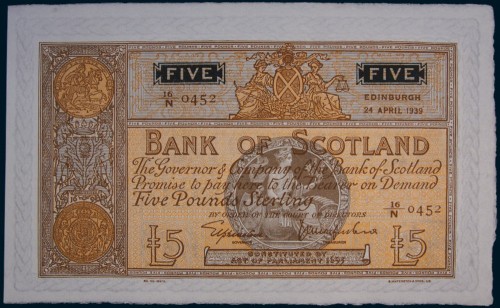 FIVE FIVE
16/N 0452
EDINBURGH
24 APRIL 1939
BANK OF SCOTLAND
The Governor & Company of the Bank of Scotland
Promise to pay here to the Bearer on Demand
Five Pounds Sterling
BY ORDER OF THE COURT OF DIRECTORS
16/N 0452
£5 £5
CONSTITUTED BY
ACT OF PARLIAMENT 1695